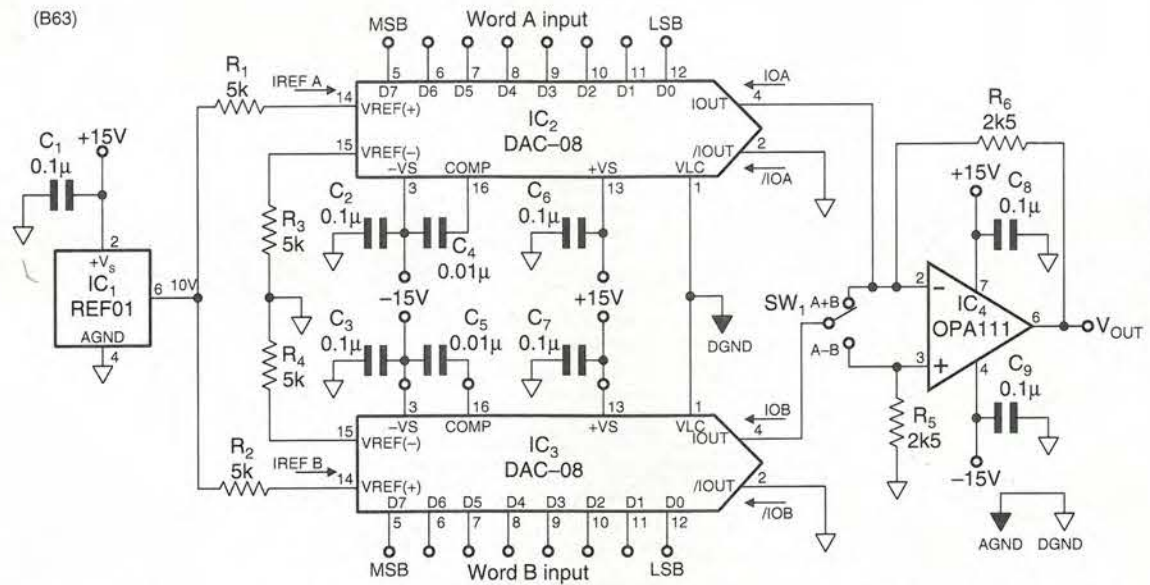 (B63)
Word A input
MSB
LSB
5 6 7 8 9 10 11 12
D7 D6 D5 D4 D3 D2 D1 D0
R1
5k
IREF A
14
VREF(+)
IC2
DAC–08
IOUT
4
IOA
15
VREF(–)
/IOUT
2
/IOA
–VS
COMP
+VS
VLC
3
16
13
1
C1
0.1µ
+15V
2
+Vs
IC1
REF01
AGND
4
6
10V
R3
5k
R4
5k
C2
0.1µ
C4
0.01µ
C6
0.1µ
–15V
+15V
C3
0.1µ
C5
0.01µ
C7
0.1µ
DGND
R6
2k5
+15V
C8
0.1µ
SW1
A+B
A–B
2
–
7
IC4
OPA111
6
VOUT
3
+
4
C9
0.1µ
R5
2k5
–15V
AGND
DGND
3
16
13
1
–VS
COMP
+VS
VLC
15
VREF(–)
IC3
DAC–08
IOUT
4
IOB
R2
5k
IREF B
14
VREF(+)
/IOUT
2
/IOB
D7 D6 D5 D4 D3 D2 D1 D0
5 6 7 8 9 10 11 12
MSB
LSB
Word B input